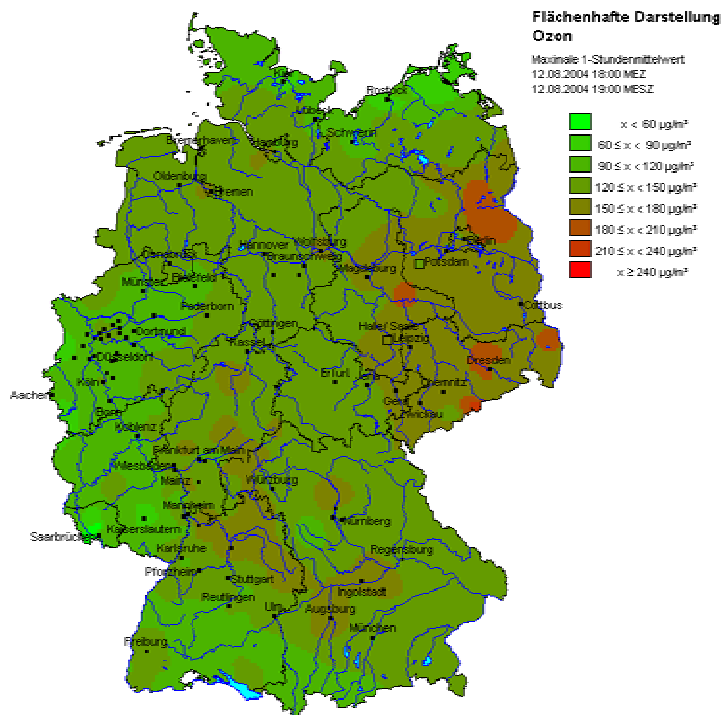 Flächenhafte Darstellung
Ozon
Maximale 1-Stundenmittelwert
12.08.2004 18:00 MEZ
12.08.2004 19:00 MESZ
x < 60 µg/m³
60 ≤ x < 90 µg/m³
90 ≤ x < 120 µg/m³
120 ≤ x < 150 µg/m³
150 ≤ x < 180 µg/m³
180 ≤ x < 210 µg/m³
210 ≤ x < 240 µg/m³
x ≥ 240 µg/m³
Kiel
Rostock
Lübeck
Schwerin
Bremerhaven
Hamburg
Oldenburg
Bremen
Berlin
Hannover
Wolfsburg
Osnabrück
Braunschweig
Potsdam
Magdeburg
Münster
Bielefeld
Cottbus
Paderborn
Göttingen
Halle/ Saale
Dortmund
Leipzig
Kassel
Düsseldorf
Dresden
Erfurt
Köln
Chemnitz
Aachen
Gera
Bonn
Zwickau
Koblenz
Frankfurt am Main
Wiesbaden
Mainz
Würzburg
Mannheim
Nürnberg
Kaiserslautern
Saarbrücken
Karlsruhe
Regensburg
Pforzheim
Stuttgart
Ingolstadt
Reutlingen
Ulm
Augsburg
München
Freiburg